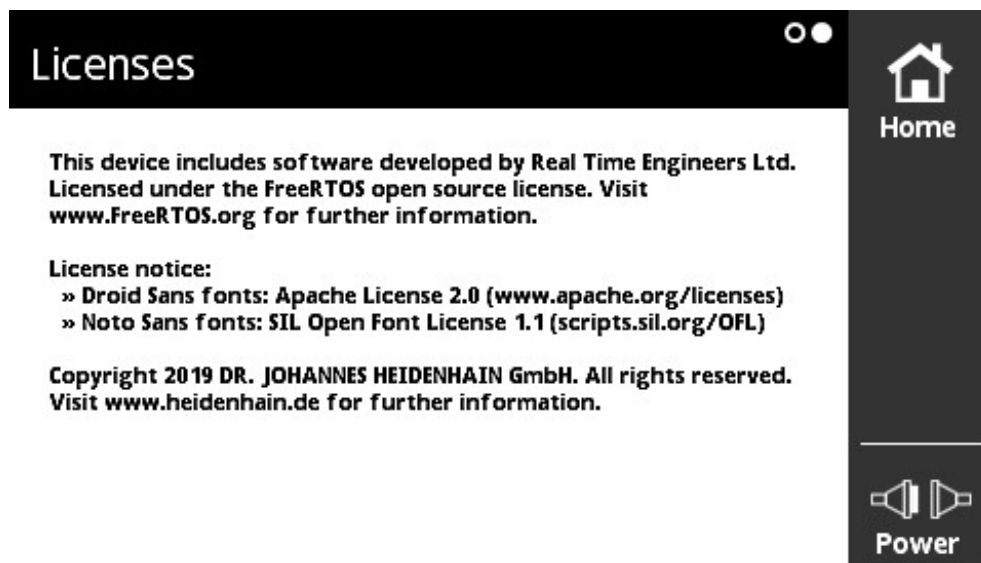 Licenses
Home
This device includes software developed by Real Time Engineers Ltd.
Licensed under the FreeRTOS open source license. Visit
www.FreeRTOS.org for further information.
License notice:
» Droid Sans fonts: Apache License 2.0 (www.apache.org/licenses)
» Noto Sans fonts: SIL Open Font License 1.1 (scripts.sil.org/OFL)
Copyright 2019 DR. JOHANNES HEIDENHAIN GmbH. All rights reserved.
Visit www.heidenhain.de for further information.
Power